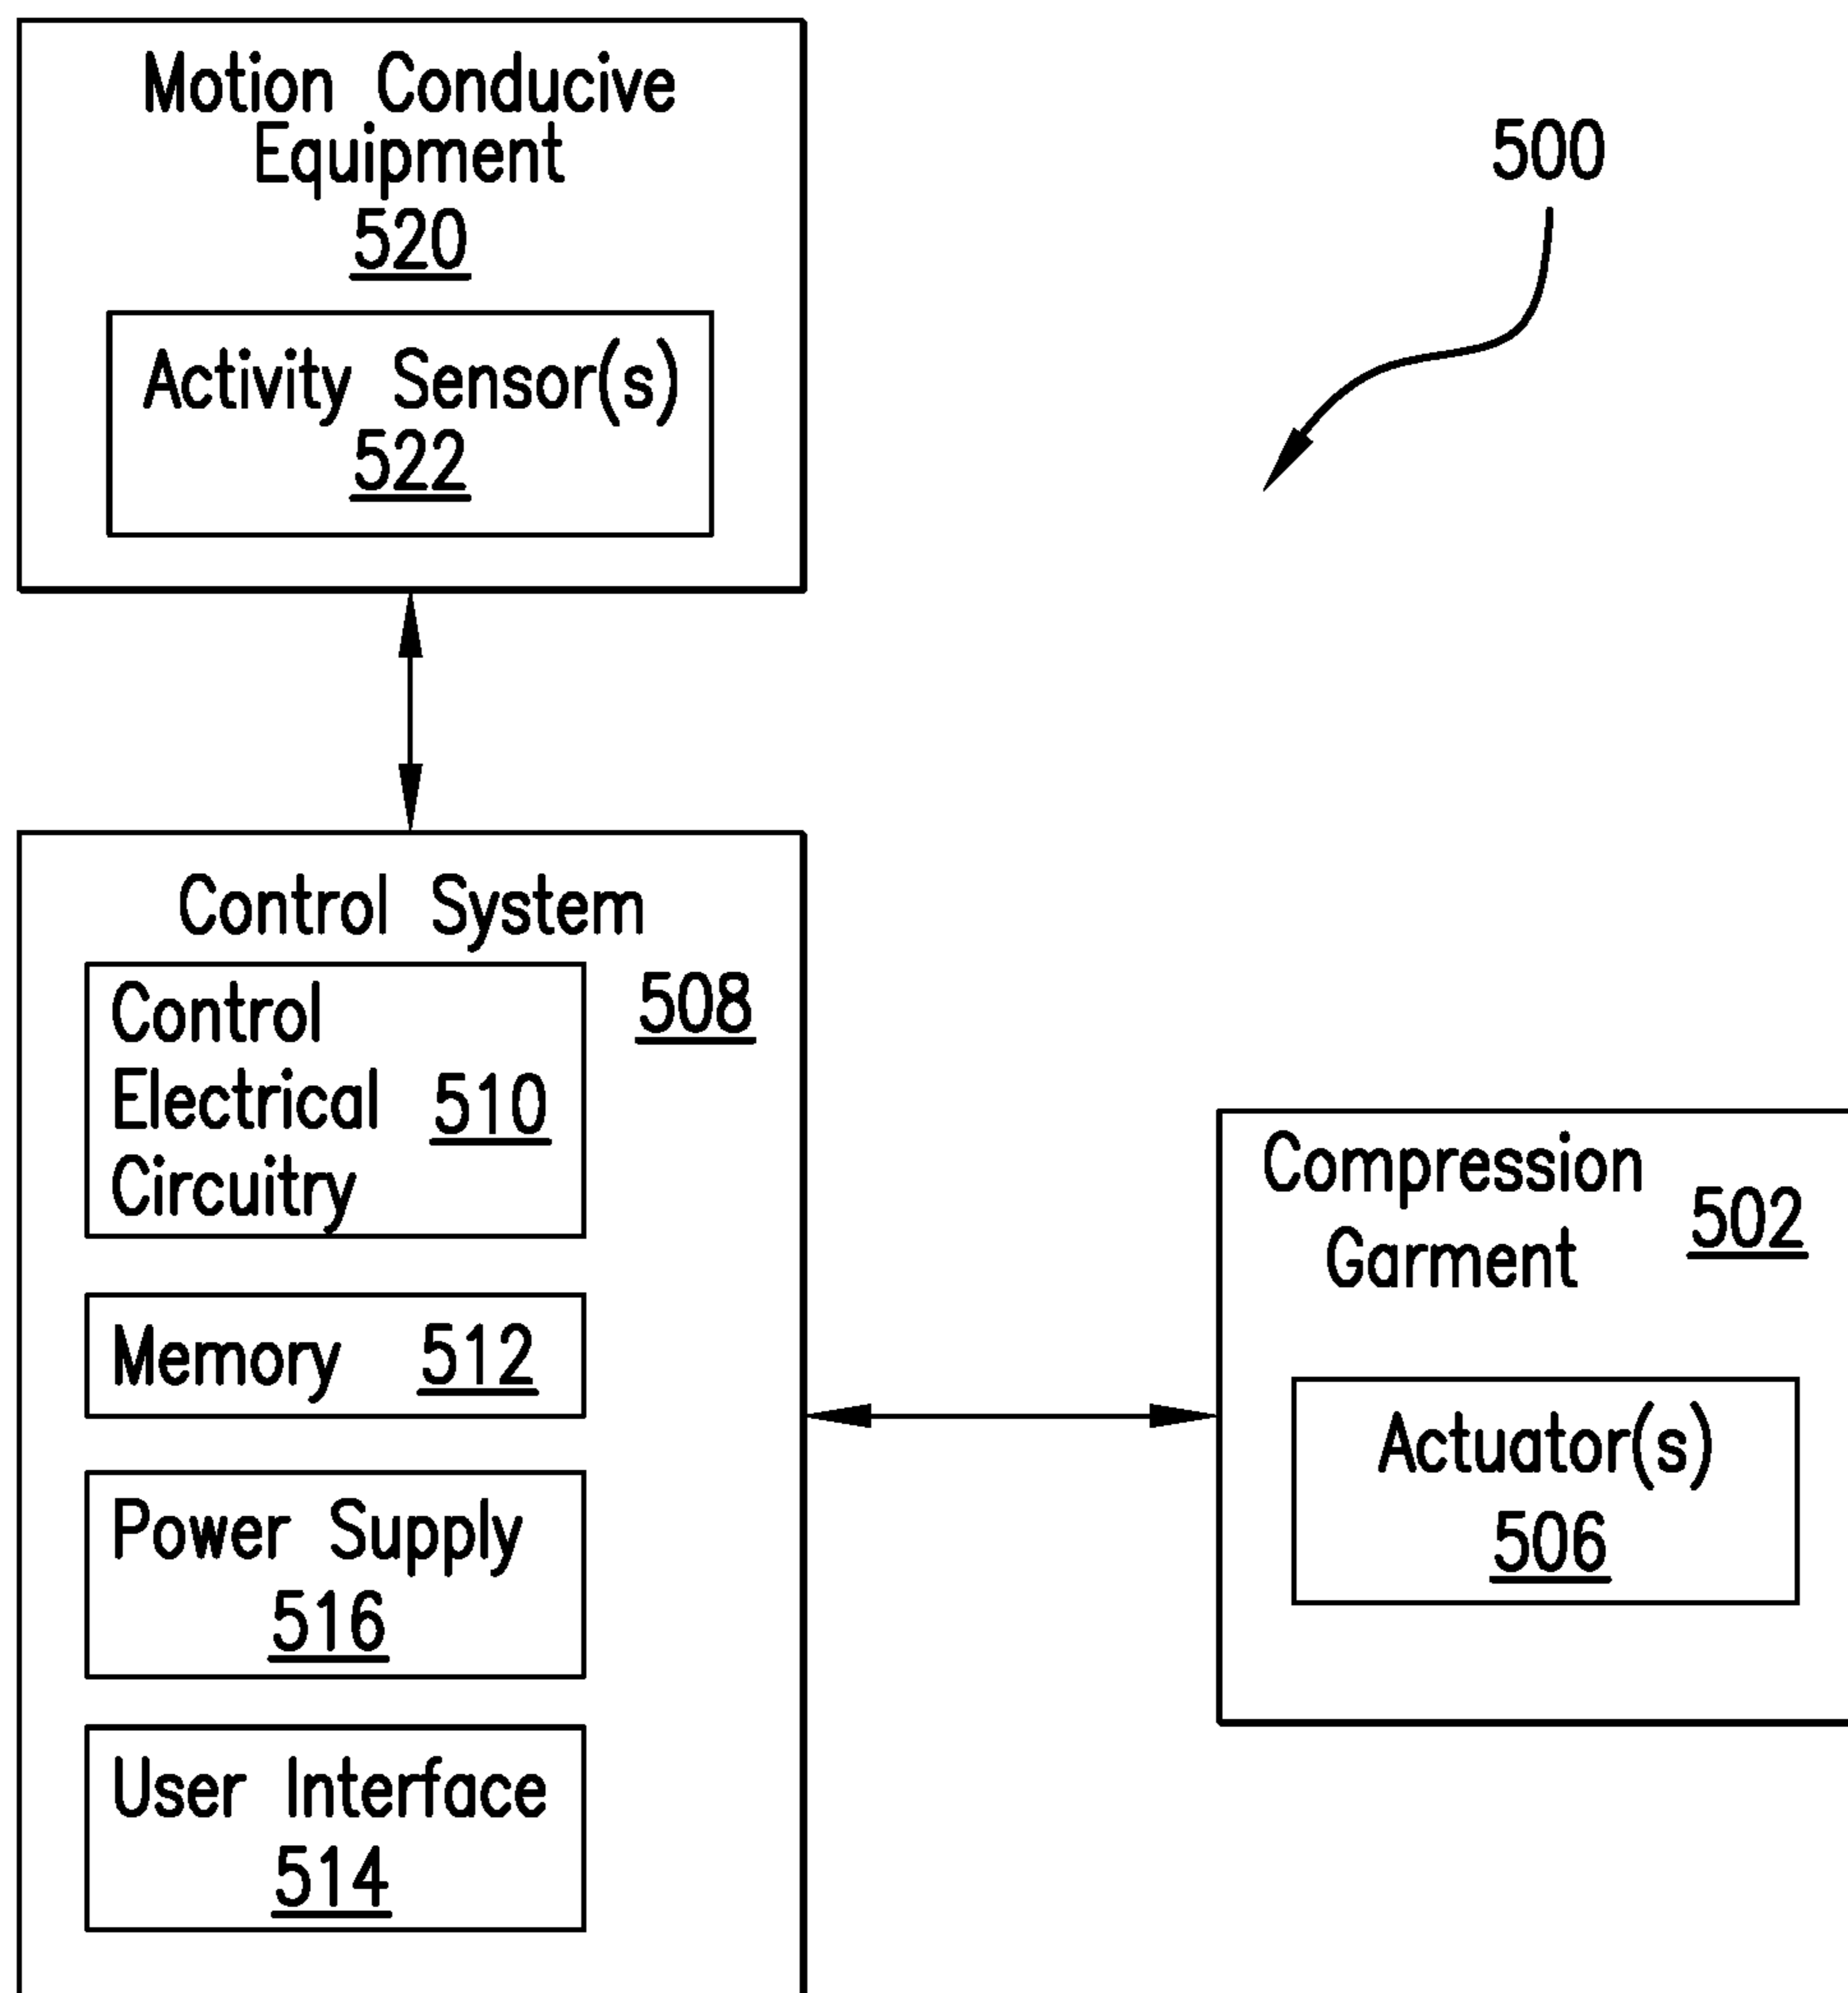 Motion Conducive
Equipment
520
Activity Sensor(s)
522
500
Control System
508
Control
Electrical 510
Circuitry
Memory 512
Power Supply
516
User Interface
514
Compression
Garment
502
Actuator(s)
506